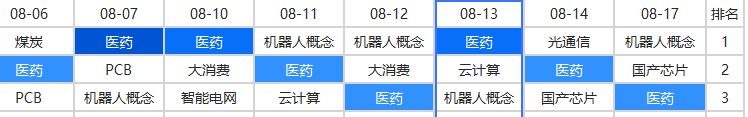 08-06 08-07 08-10 08-11 08-12 08-13 08-14 08-17 排名
煤炭 医药 医药 机器人概念 机器人概念 医药 光通信 机器人概念 1
医药 PCB 大消费 医药 大消费 云计算 医药 国产芯片 2
PCB 机器人概念 智能电网 云计算 医药 机器人概念 国产芯片 医药 3